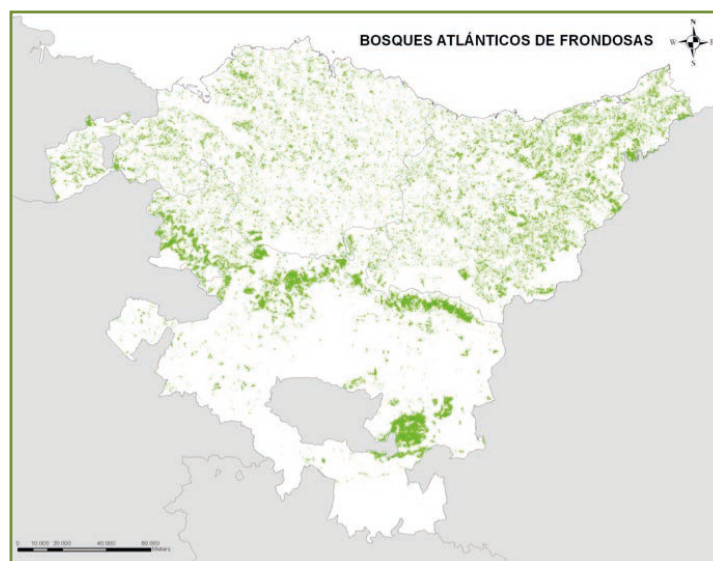 BOSQUES ATLÁNTICOS DE FRONDOSAS
N
W E
S
0 10.000 20.000 40.000 60.000
Meters